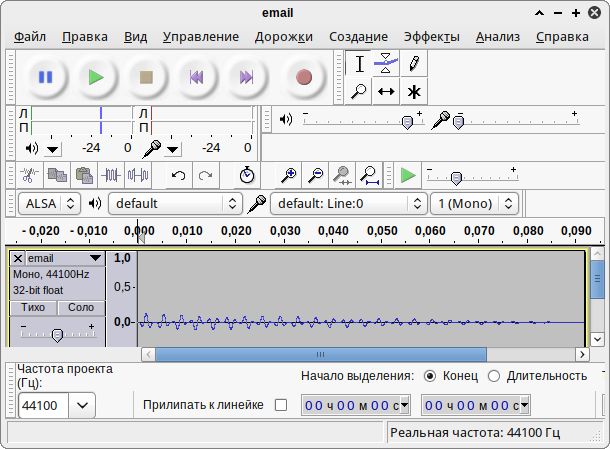 email
Файл Правка Вид Управление Дорожки Создание Эффекты Анализ Справка
Л
П
-24 0
Л
П
-24 0
ALSA default default: Line:0 1 (Mono)
- 0,020 -0,010 0,000 0,010 0,020 0,030 0,040 0,050 0,060 0,070 0,080 0,090
email
Моно, 44100Hz
32-bit float
Тихо Соло
1,0
0,5-
0,0-
Частота проекта
(Гц):
44100
Прилипать к линейке
Начало выделения: Конец Длительность
00 ч 00 м 00 с
00 ч 00 м 00 с
Реальная частота: 44100 Гц